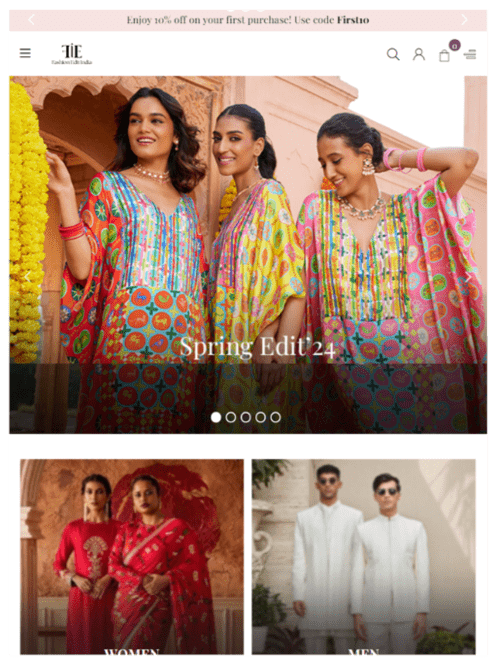 Enjoy 10% off on your first purchase! Use code First10
FIE
Fashion Edit India
0
Spring Edit'24
WOMEN
MEN